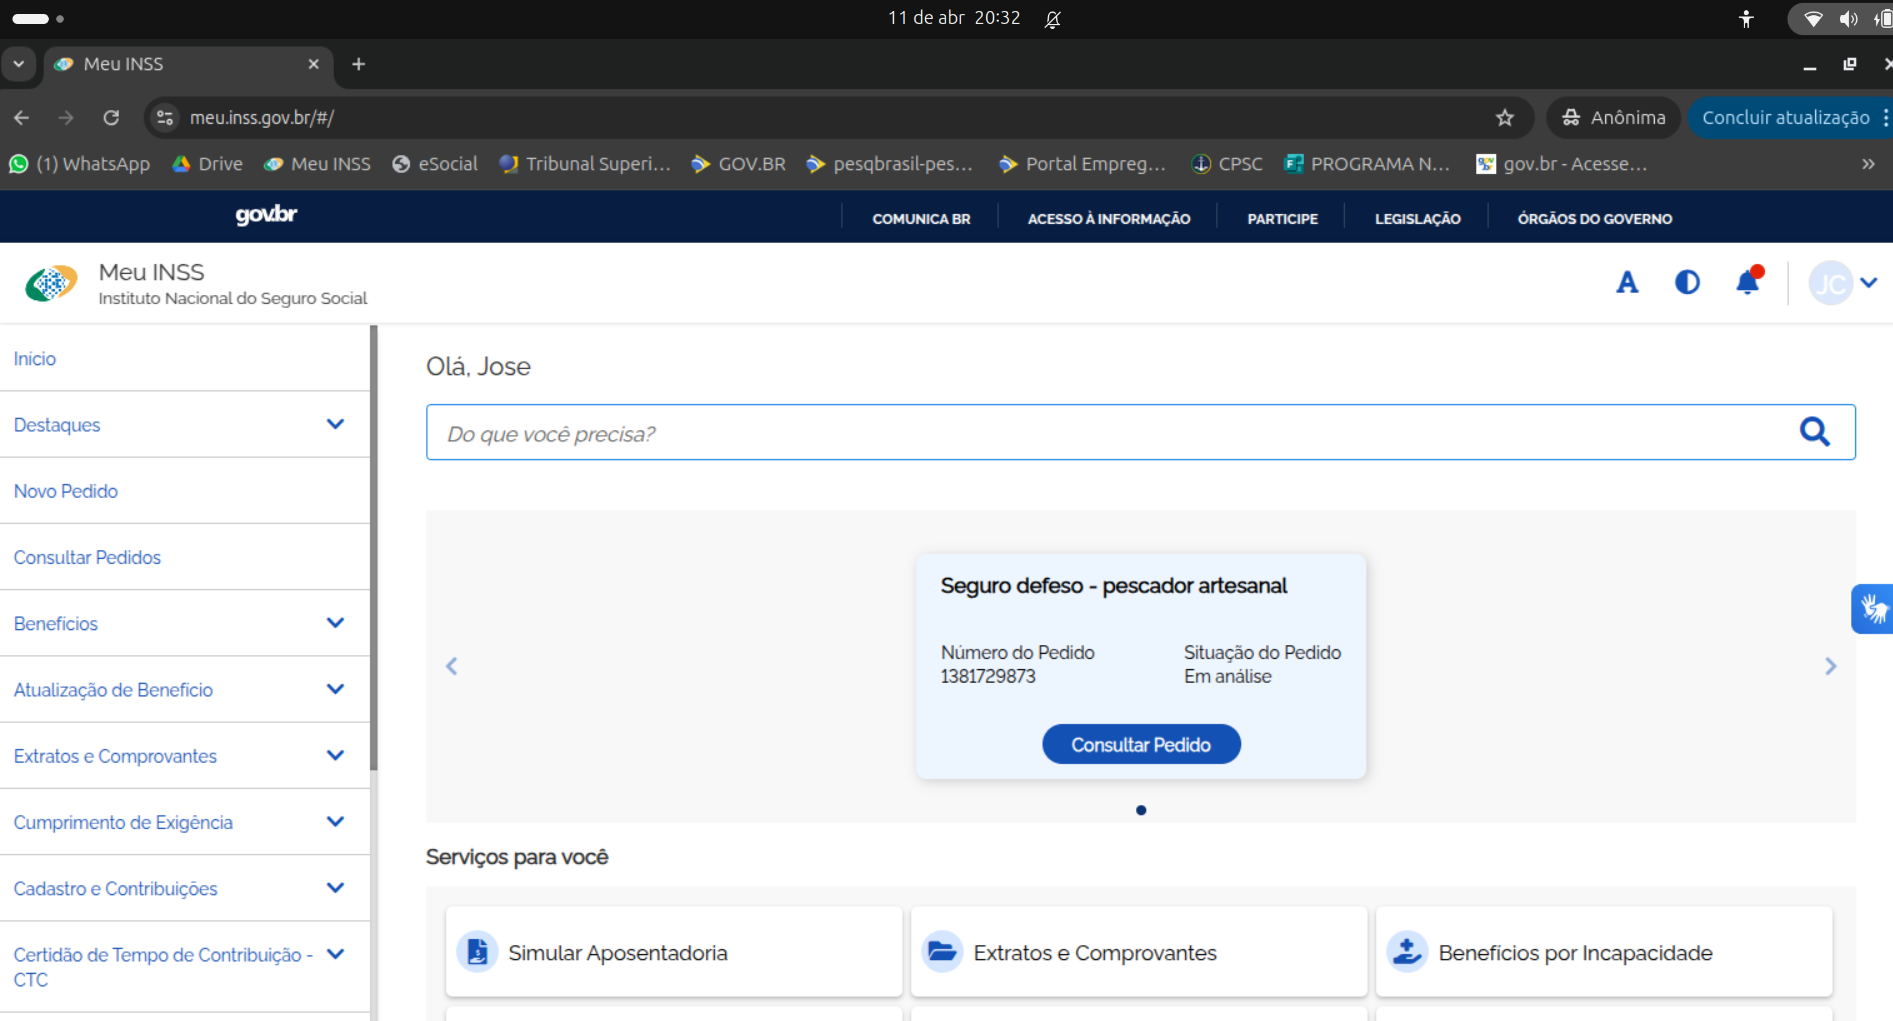 11 de abr 20:32
Meu INSS
meu.inss.gov.br/#/
Anônima
Concluir atualização
(1) WhatsApp
Drive
Meu INSS
eSocial
Tribunal Superi...
GOV.BR
pesqbrasil-pes...
Portal Empreg...
CPSC
PROGRAMA N...
gov.br - Acesse...
»
gov.br
COMUNICA BR
ACESSO À INFORMAÇÃO
PARTICIPE
LEGISLAÇÃO
ÓRGÃOS DO GOVERNO
Meu INSS
Instituto Nacional do Seguro Social
A
JC
Início
Destaques
Novo Pedido
Consultar Pedidos
Benefícios
Atualização de Benefício
Extratos e Comprovantes
Cumprimento de Exigência
Cadastro e Contribuições
Certidão de Tempo de Contribuição -
CTC
Olá, Jose
Do que você precisa?
Seguro defeso - pescador artesanal
Número do Pedido
1381729873
Situação do Pedido
Em análise
Consultar Pedido
Serviços para você
Simular Aposentadoria
Extratos e Comprovantes
Benefícios por Incapacidade